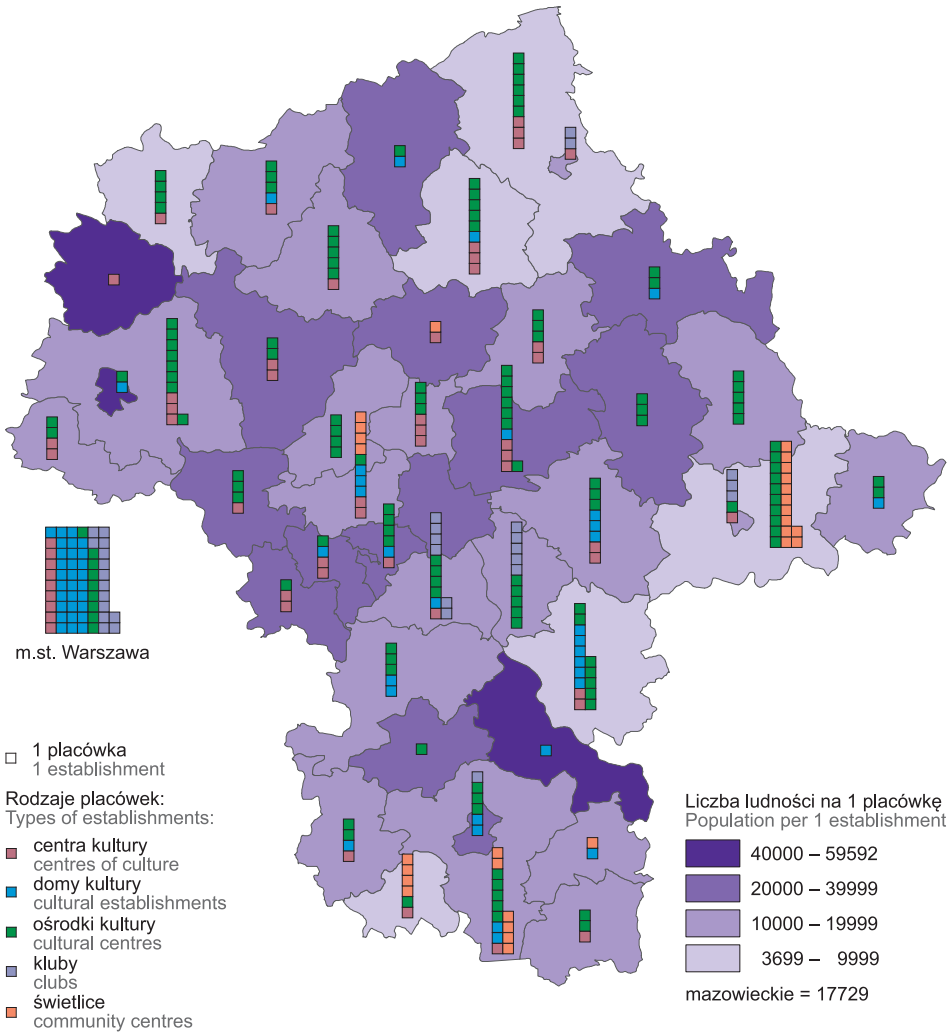 m.st. Warszawa
1 placówka
1 establishment
Rodzaje placówek:
Types of establishments:
centra kultury
centres of culture
domy kultury
cultural establishments
ośrodki kultury
cultural centres
kluby
clubs
świetlice
community centres
Liczba ludności na 1 placówkę
Population per 1 establishment
40000 – 59592
20000 – 39999
10000 – 19999
3699 – 9999
mazowieckie = 17729